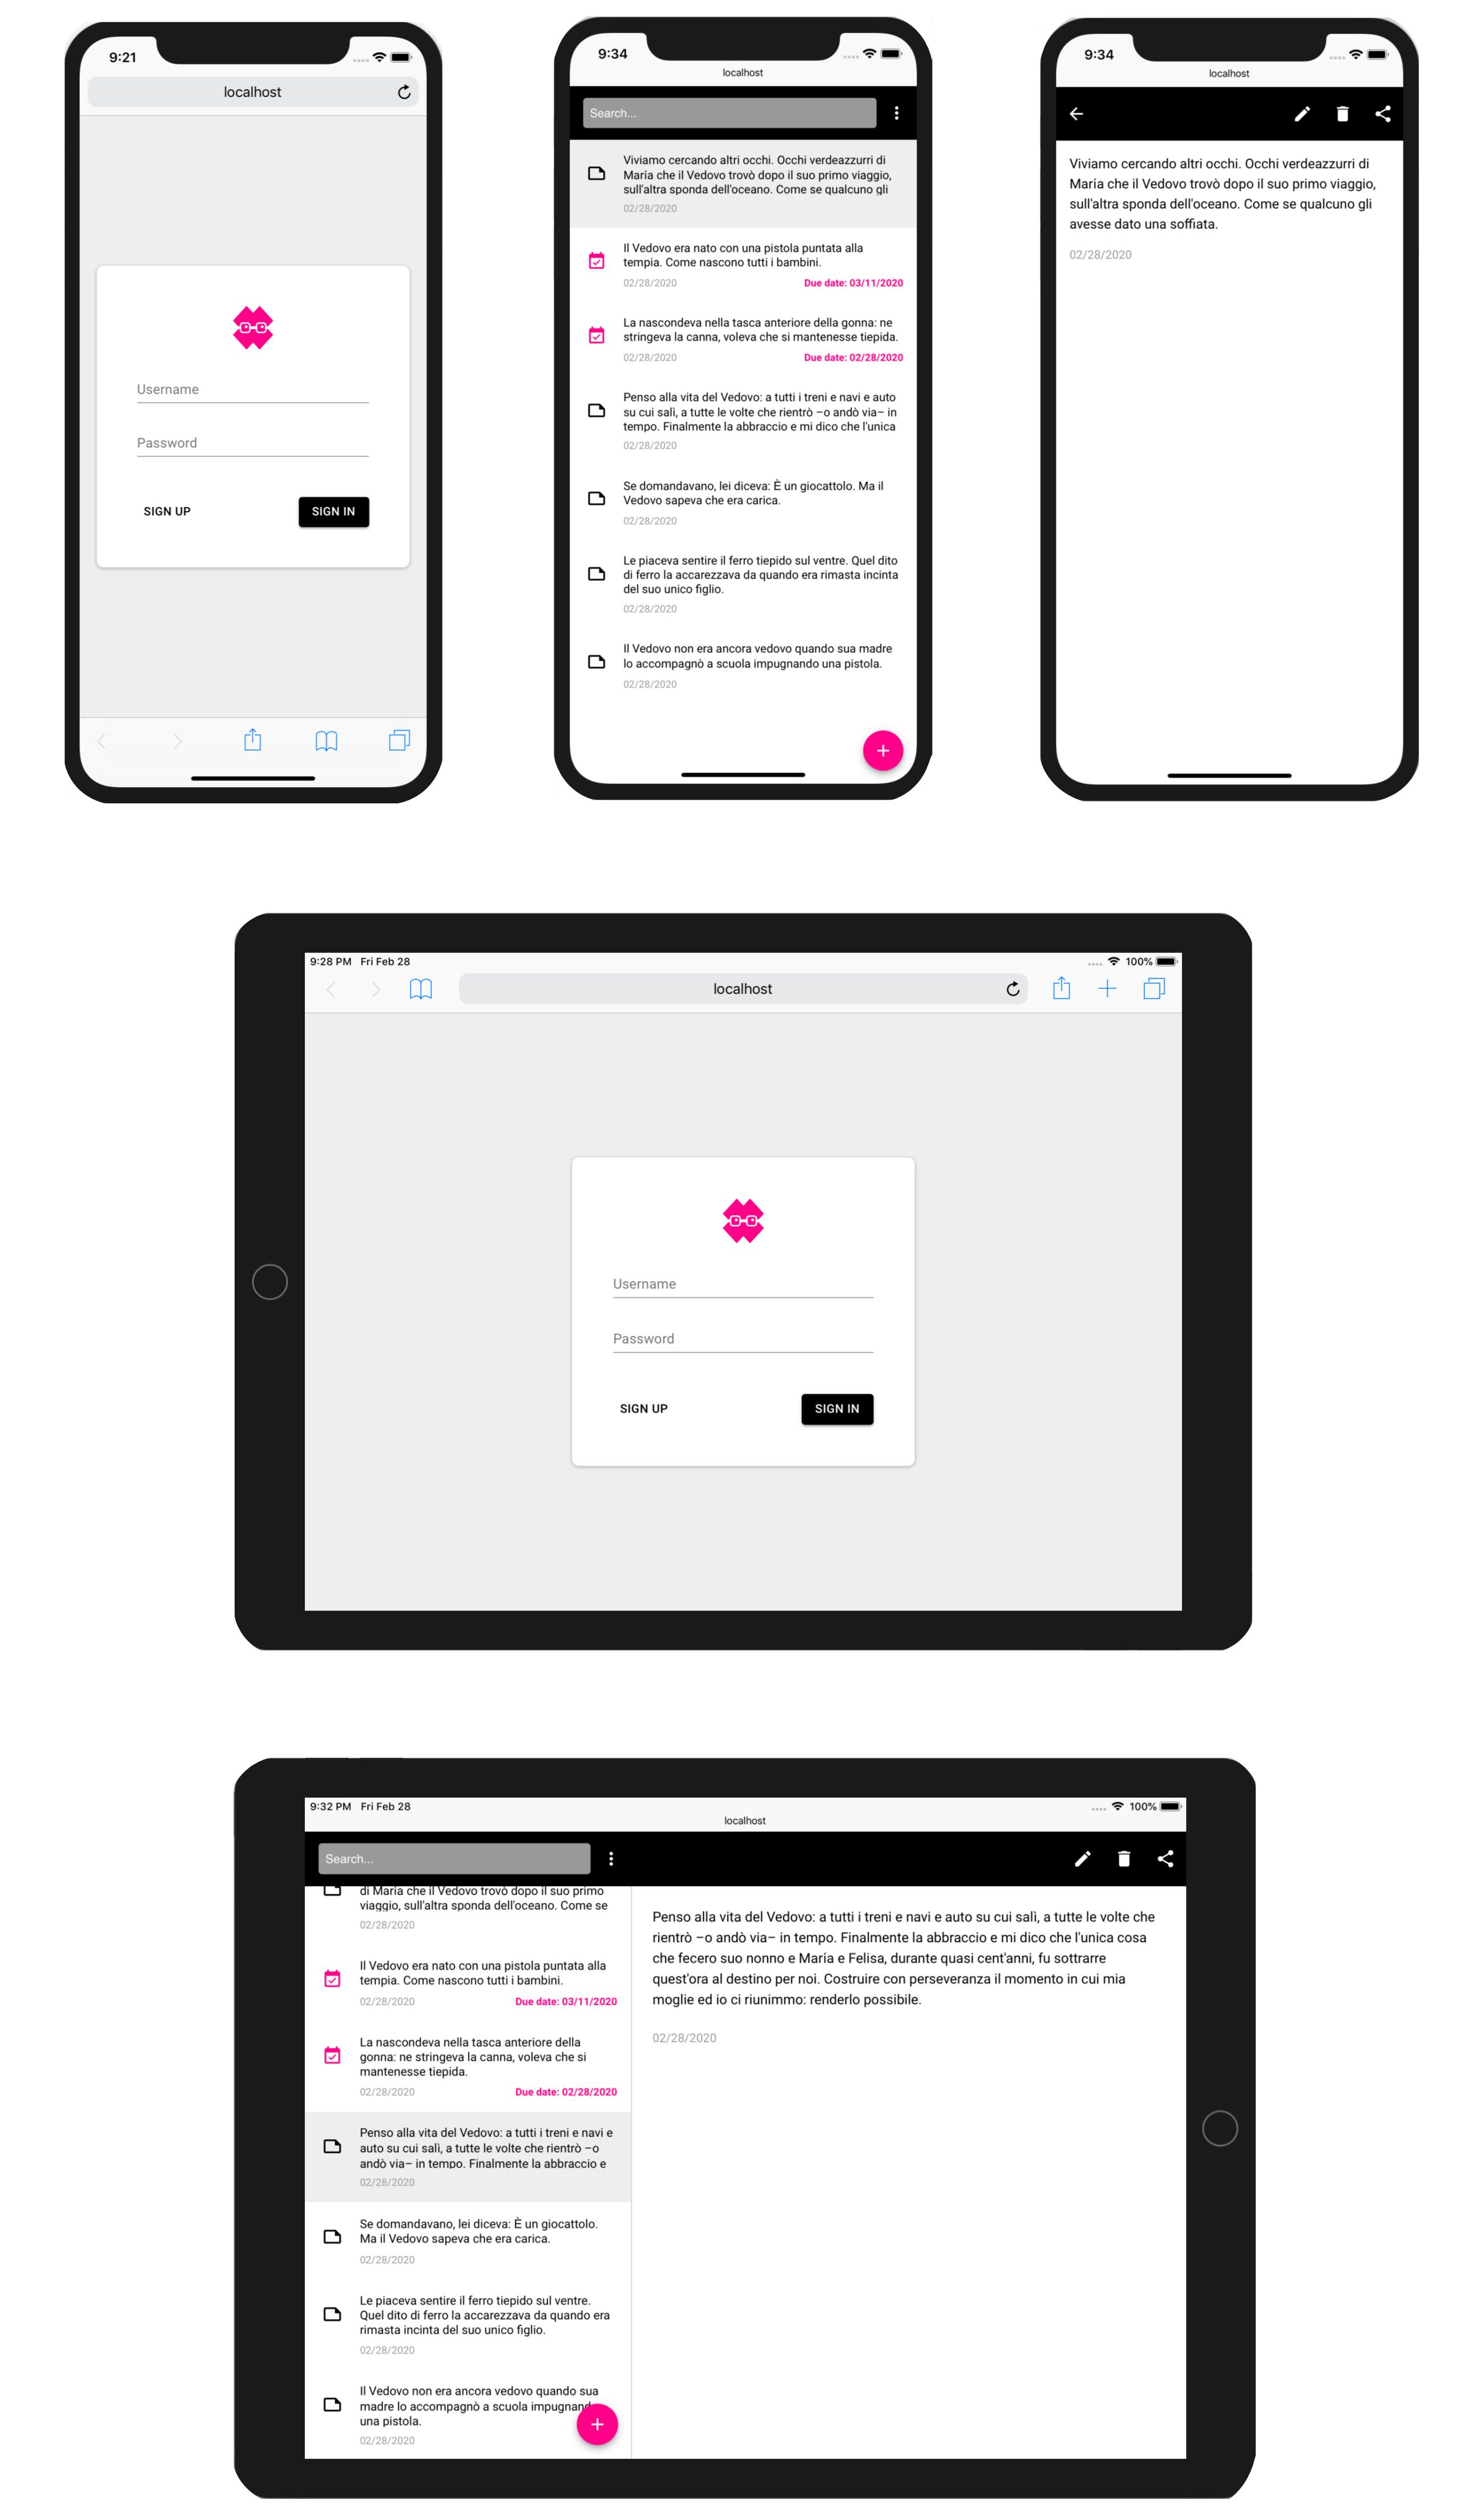 9:21
localhost
Username
Password
SIGN UP
SIGN IN
9:34
localhost
Search...
Viviamo cercando altri occhi. Occhi verdeazzurri di
María che il Vedovo trovò dopo il suo primo viaggio,
sull'altra sponda dell'oceano. Come se qualcuno gli
02/28/2020
Il Vedovo era nato con una pistola puntata alla
tempia. Come nascono tutti i bambini.
02/28/2020
Due date: 03/11/2020
La nascondeva nella tasca anteriore della gonna: ne
stringeva la canna, voleva che si mantenesse tiepida.
02/28/2020
Due date: 02/28/2020
Penso alla vita del Vedovo: a tutti i treni e navi e auto
su cui salì, a tutte le volte che rientrò –o andò via– in
tempo. Finalmente la abbraccio e mi dico che l'unica
02/28/2020
Se domandavano, lei diceva: È un giocattolo. Ma il
Vedovo sapeva che era carica.
02/28/2020
Le piaceva sentire il ferro tiepido sul ventre. Quel dito
di ferro la accarezzava da quando era rimasta incinta
del suo unico figlio.
02/28/2020
Il Vedovo non era ancora vedovo quando sua madre
lo accompagnò a scuola impugnando una pistola.
02/28/2020
9:34
localhost
Viviamo cercando altri occhi. Occhi verdeazzurri di
María che il Vedovo trovò dopo il suo primo viaggio,
sull'altra sponda dell'oceano. Come se qualcuno gli
avesse dato una soffiata.
02/28/2020
9:28 PM Fri Feb 28
100%
localhost
Username
Password
SIGN UP
SIGN IN
9:32 PM Fri Feb 28
100%
localhost
Search...
di María che il Vedovo trovò dopo il suo primo
viaggio, sull'altra sponda dell'oceano. Come se
02/28/2020
Il Vedovo era nato con una pistola puntata alla
tempia. Come nascono tutti i bambini.
02/28/2020
Due date: 03/11/2020
La nascondeva nella tasca anteriore della
gonna: ne stringeva la canna, voleva che si
mantenesse tiepida.
02/28/2020
Due date: 02/28/2020
Penso alla vita del Vedovo: a tutti i treni e navi e
auto su cui salì, a tutte le volte che rientrò –o
andò via– in tempo. Finalmente la abbraccio e
02/28/2020
Se domandavano, lei diceva: È un giocattolo.
Ma il Vedovo sapeva che era carica.
02/28/2020
Le piaceva sentire il ferro tiepido sul ventre.
Quel dito di ferro la accarezzava da quando era
rimasta incinta del suo unico figlio.
02/28/2020
Il Vedovo non era ancora vedovo quando sua
madre lo accompagnò a scuola impugnand
una pistola.
02/28/2020
Penso alla vita del Vedovo: a tutti i treni e navi e auto su cui salì, a tutte le volte che
rientrò –o andò via– in tempo. Finalmente la abbraccio e mi dico che l'unica cosa
che fecero suo nonno e María e Felisa, durante quasi cent'anni, fu sottrarre
quest'ora al destino per noi. Costruire con perseveranza il momento in cui mia
moglie ed io ci riunimmo: renderlo possibile.
02/28/2020